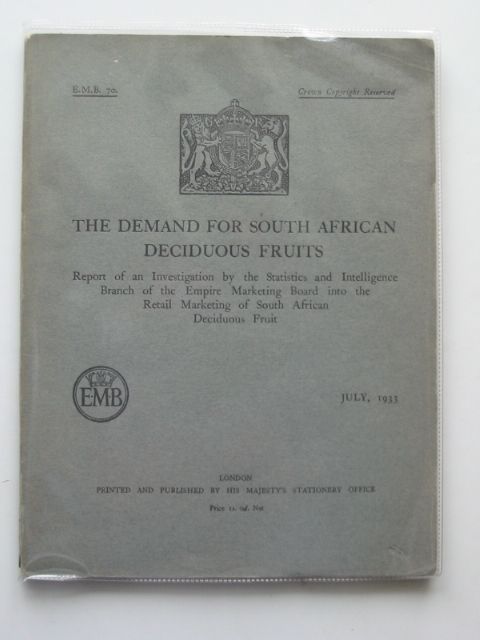 E.M.B. 70.
Crown Copyright Reserved
THE DEMAND FOR SOUTH AFRICAN
DECIDUOUS FRUITS
Report of an Investigation by the Statistics and Intelligence
Branch of the Empire Marketing Board into the
Retail Marketing of South African
Deciduous Fruit
EMB
JULY, 1933
LONDON
PRINTED AND PUBLISHED BY HIS MAJESTY'S STATIONERY OFFICE
Price 1s. 0d. Net